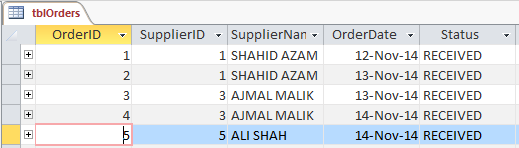 tblOrders
OrderID SupplierID SupplierNan OrderDate Status
1 1 SHAHID AZAM 12-Nov-14 RECEIVED
2 1 SHAHID AZAM 13-Nov-14 RECEIVED
3 3 AJMAL MALIK 13-Nov-14 RECEIVED
4 3 AJMAL MALIK 14-Nov-14 RECEIVED
5 5 ALI SHAH 14-Nov-14 RECEIVED